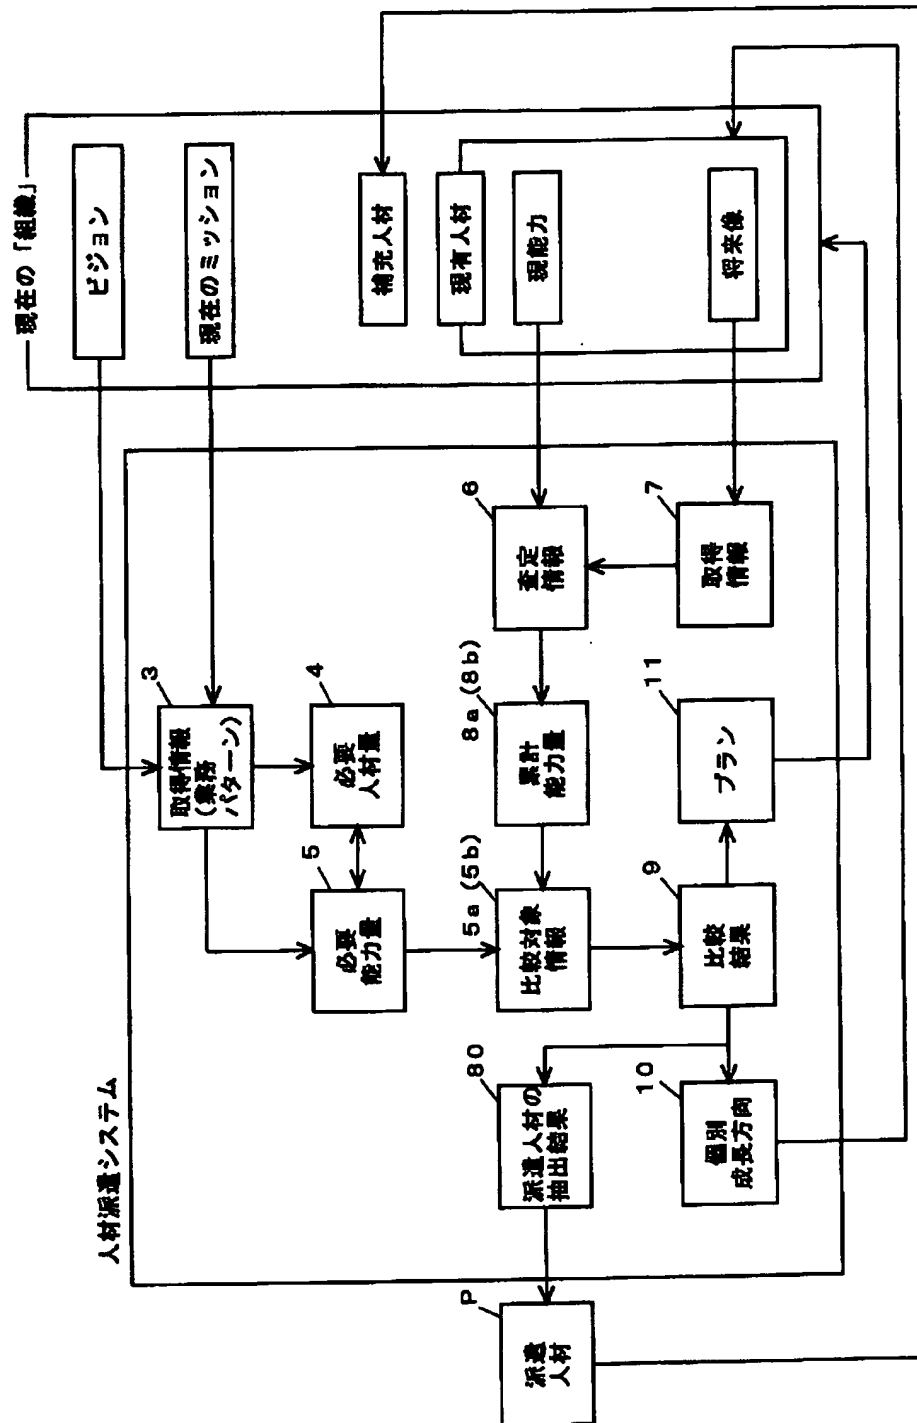 現在の「組織」
ビジョン
現在のミッション
補充人材
現有人材
現能力
将来像
人材派遣システム
3
取得情報
(業務
パターン)
4
必要
人材量
5
必要
能力量
6
査定
情報
7
取得
情報
8a(8b)
累計
能力量
5a(5b)
比較対象
情報
9
比較
結果
11
プラン
80
派遣人材の
抽出結果
10
個別
成長方向
P
派遣
人材